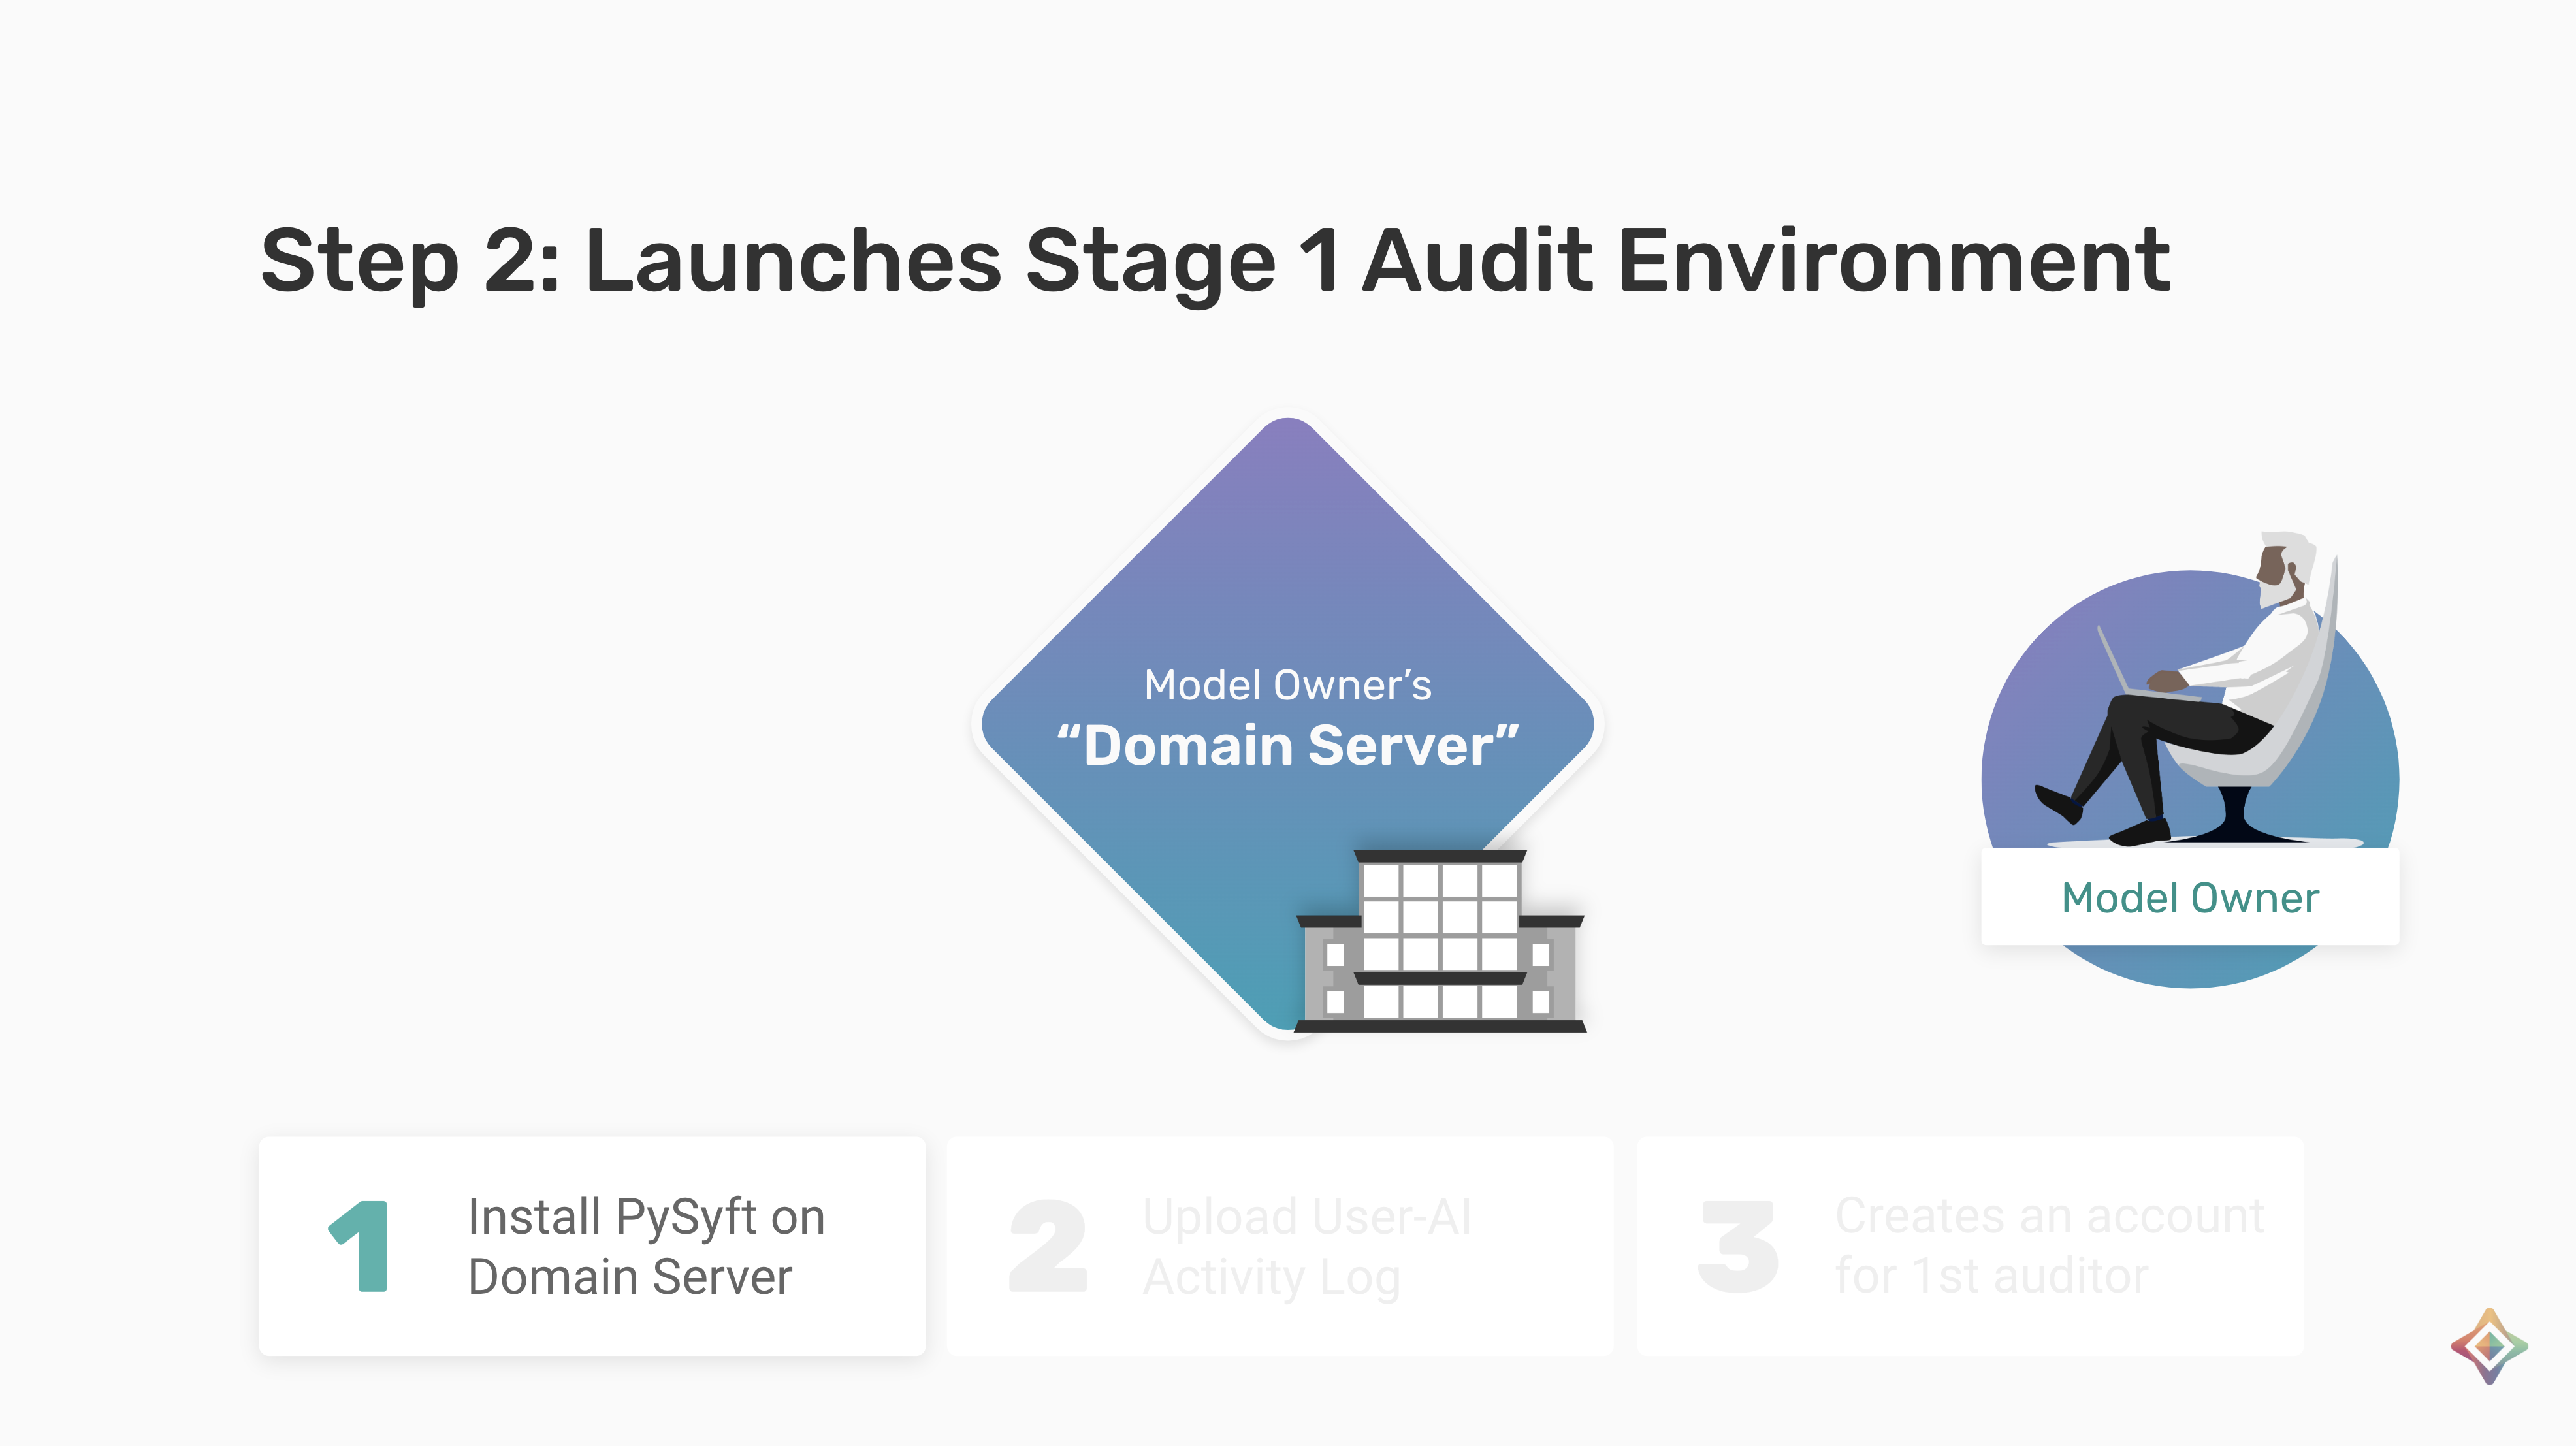 Step 2: Launches Stage 1 Audit Environment
Model Owner’s
“Domain Server”
Model Owner
1
Install PySyft on
Domain Server
2
Upload User-AI
Activity Log
3
Creates an account
for 1st auditor